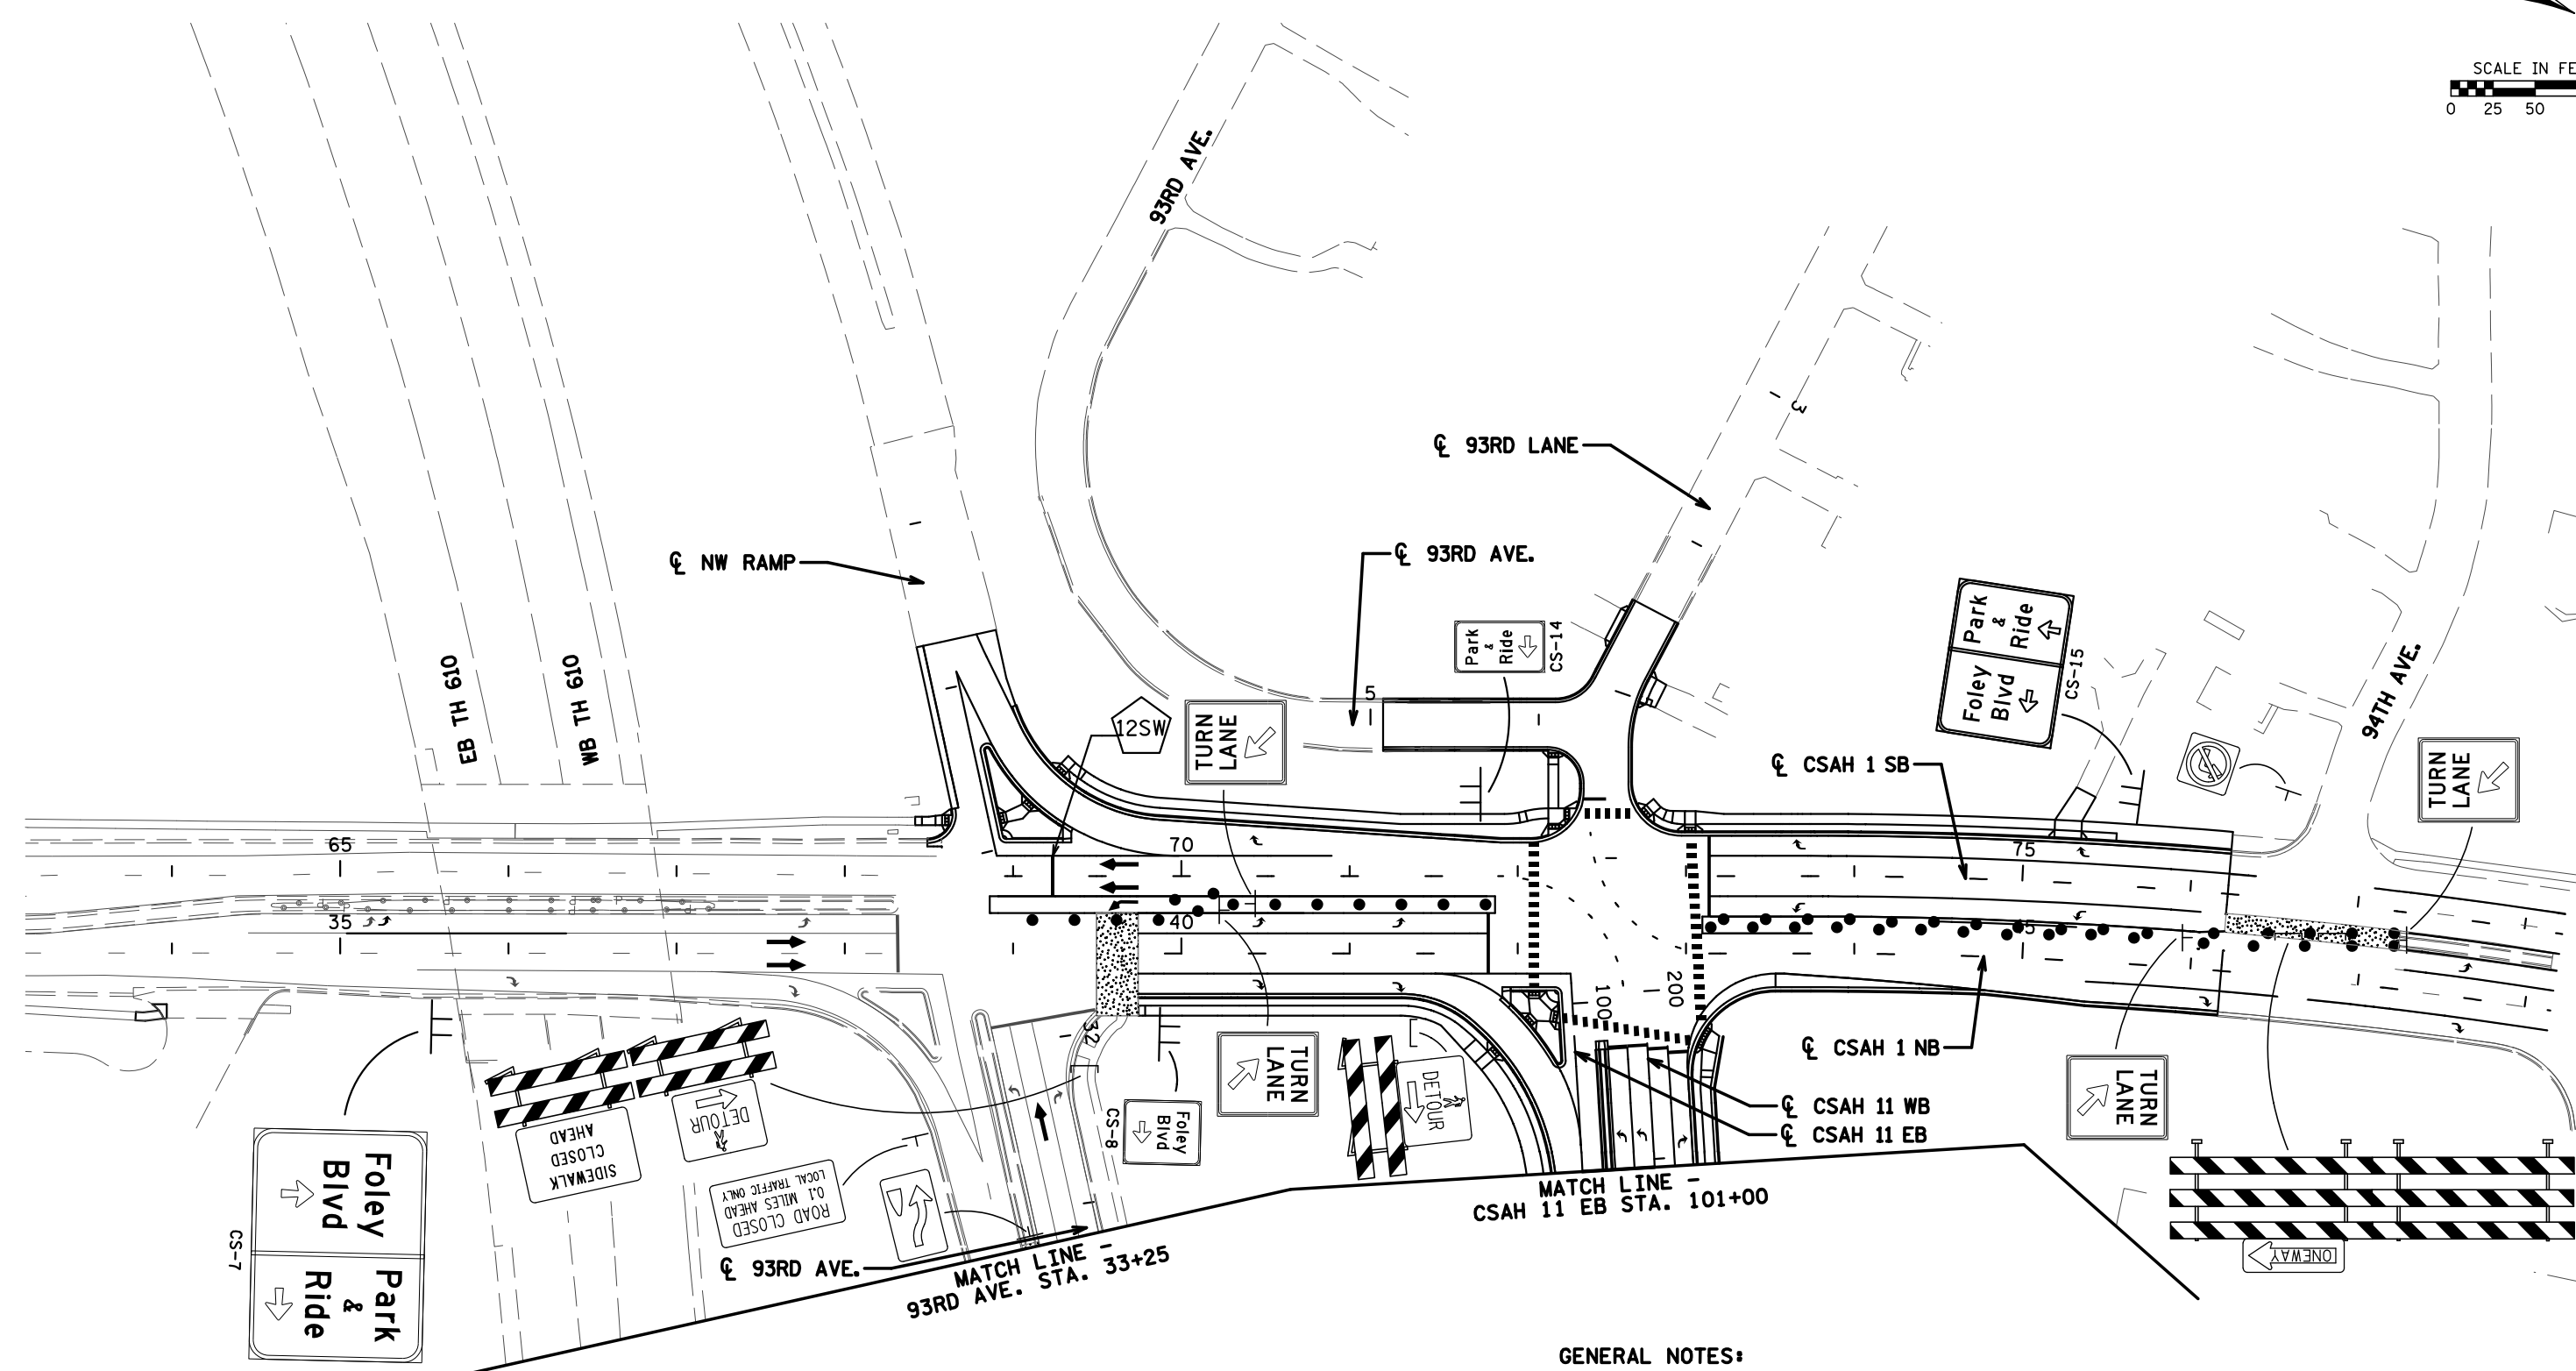 SCALE IN FE
0 25 50
93RD AVE.
3
℄ 93RD LANE
℄ NW RAMP
℄ 93RD AVE.
Park
&
Ride
CS-14
Park
&
Ride
Foley
Blvd
CS-15
EB TH 610
WB TH 610
5
12SW
TURN
LANE
94TH AVE.
TURN
LANE
℄ CSAH 1 SB
65
70
75
35
40
45
100
200
32
℄ CSAH 1 NB
TURN
LANE
TURN
LANE
DETOUR
DETOUR
SIDEWALK
CLOSED
AHEAD
CS-8
Foley
Blvd
℄ CSAH 11 WB
℄ CSAH 11 EB
Foley
Blvd
Park
&
Ride
CS-7
ROAD CLOSED
0.1 MILES AHEAD
LOCAL TRAFFIC ONLY
MATCH LINE -
CSAH 11 EB STA. 101+00
ONEWAY
℄ 93RD AVE.
MATCH LINE -
93RD AVE. STA. 33+25
GENERAL NOTES: